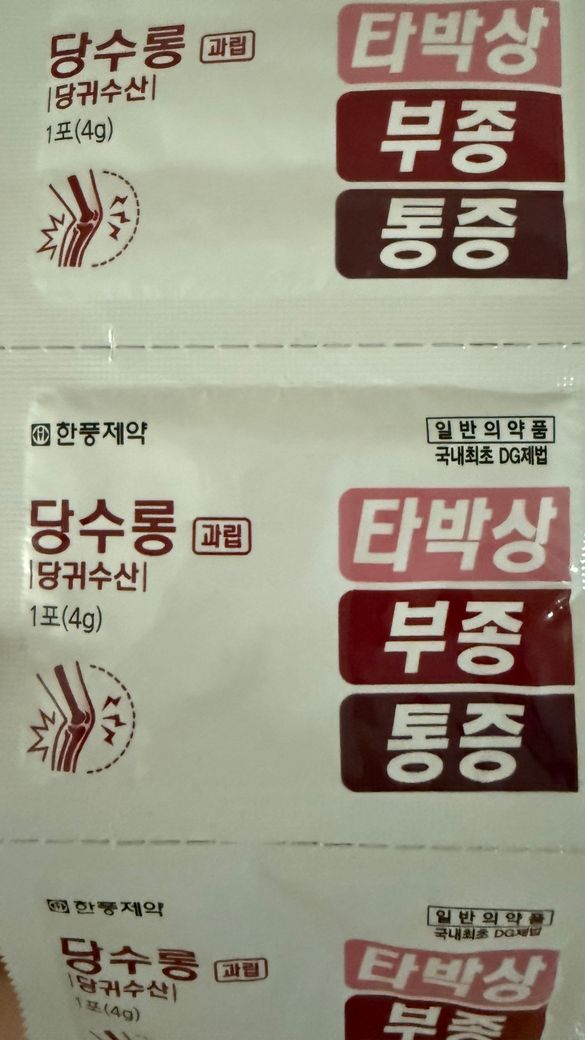 당수롱 과립
|당귀수산|
1포(4g)
타박상
부종
통증
한풍제약
일반의약품
국내최초 DG제법
당수롱 과립
|당귀수산|
1포(4g)
타박상
부종
통증
한풍제약
일반의약품
국내최초 DG제법
당수롱 과립
|당귀수산|
1포(4g)
타박상
부종